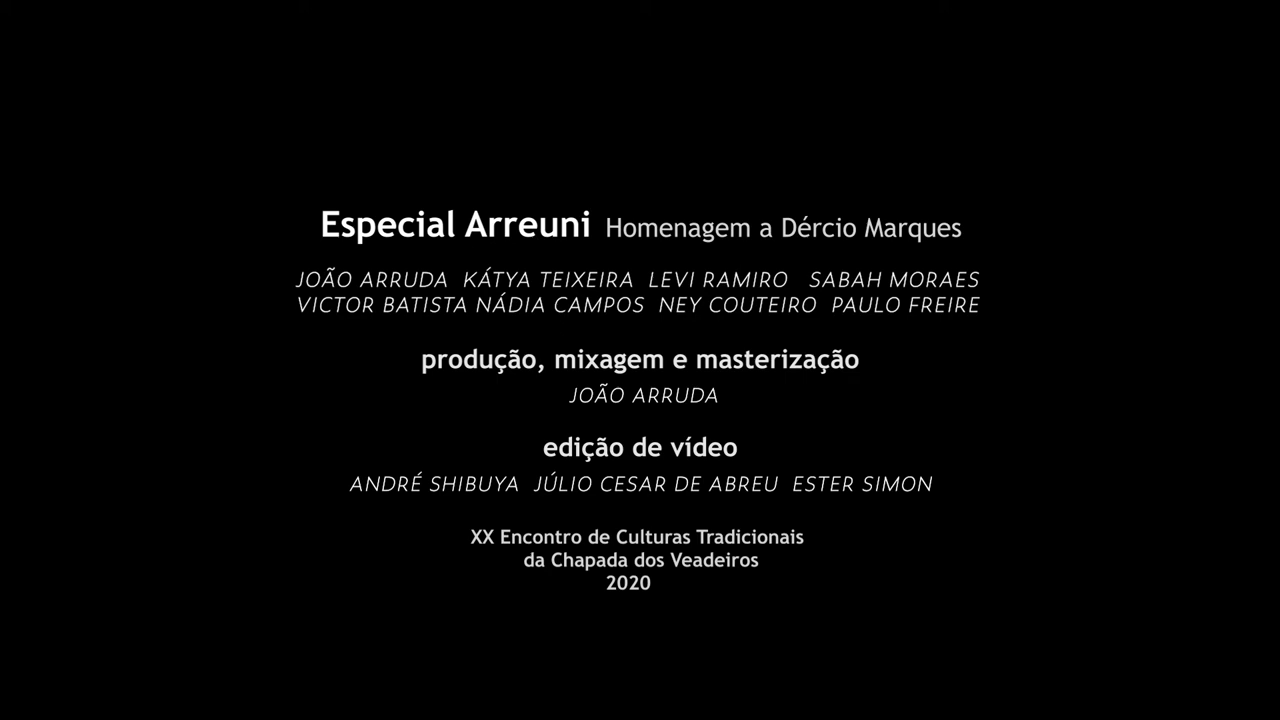 Especial Arreuni Homenagem a Dércio Marques
JOÃO ARRUDA KÁTYA TEIXEIRA LEVI RAMIRO SABAH MORAES
VICTOR BATISTA NÁDIA CAMPOS NEY COUTEIRO PAULO FREIRE
produção, mixagem e masterização
JOÃO ARRUDA
edição de vídeo
ANDRÉ SHIBUYA JÚLIO CESAR DE ABREU ESTER SIMON
XX Encontro de Culturas Tradicionais
da Chapada dos Veadeiros
2020